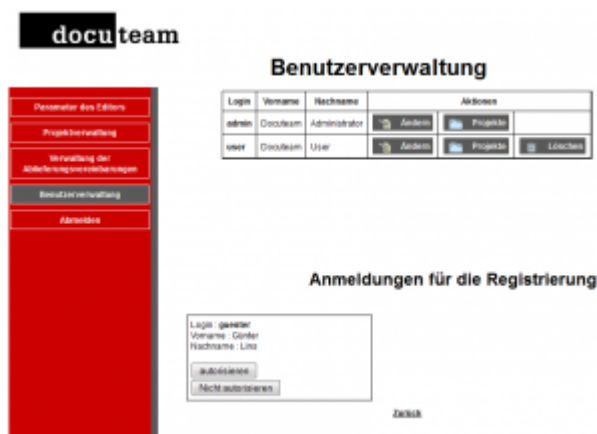 docuteam
Benutzerverwaltung
Parameter des Editors
Projektverwaltung
Verwaltung der
Ablieferungsvereinbarungen
Benutzerverwaltung
Abmelden
Login Vorname Nachname Aktionen
admin Docuteam Administrator Ändern Projekte
user Docuteam User Ändern Projekte Löschen
Anmeldungen für die Registrierung
Login : guenter
Vorname : Günter
Nachname : Lins
autorisieren
Nicht autorisieren
Zurück